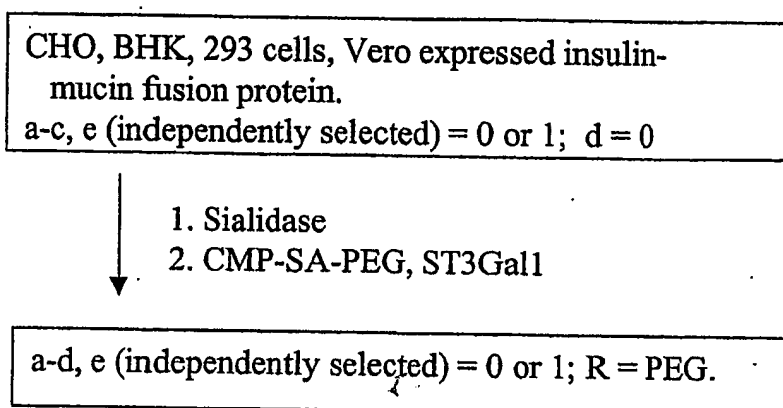 CHO, BHK, 293 cells, Vero expressed insulin-
mucin fusion protein.
a-c, e (independently selected) = 0 or 1; d = 0
1. Sialidase
2. CMP-SA-PEG, ST3Gal1
a-d, e (independently selected) = 0 or 1; R = PEG.